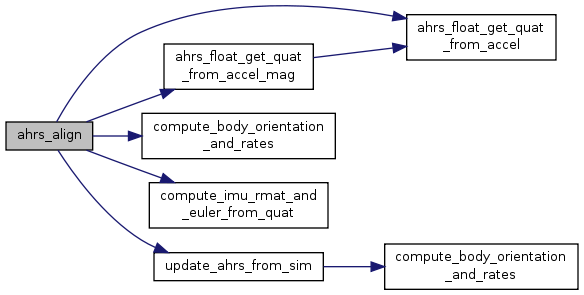 ahrs_align
ahrs_float_get_quat
_from_accel
ahrs_float_get_quat
_from_accel_mag
compute_body_orientation
_and_rates
compute_imu_rmat_and
_euler_from_quat
update_ahrs_from_sim
compute_body_orientation
_and_rates